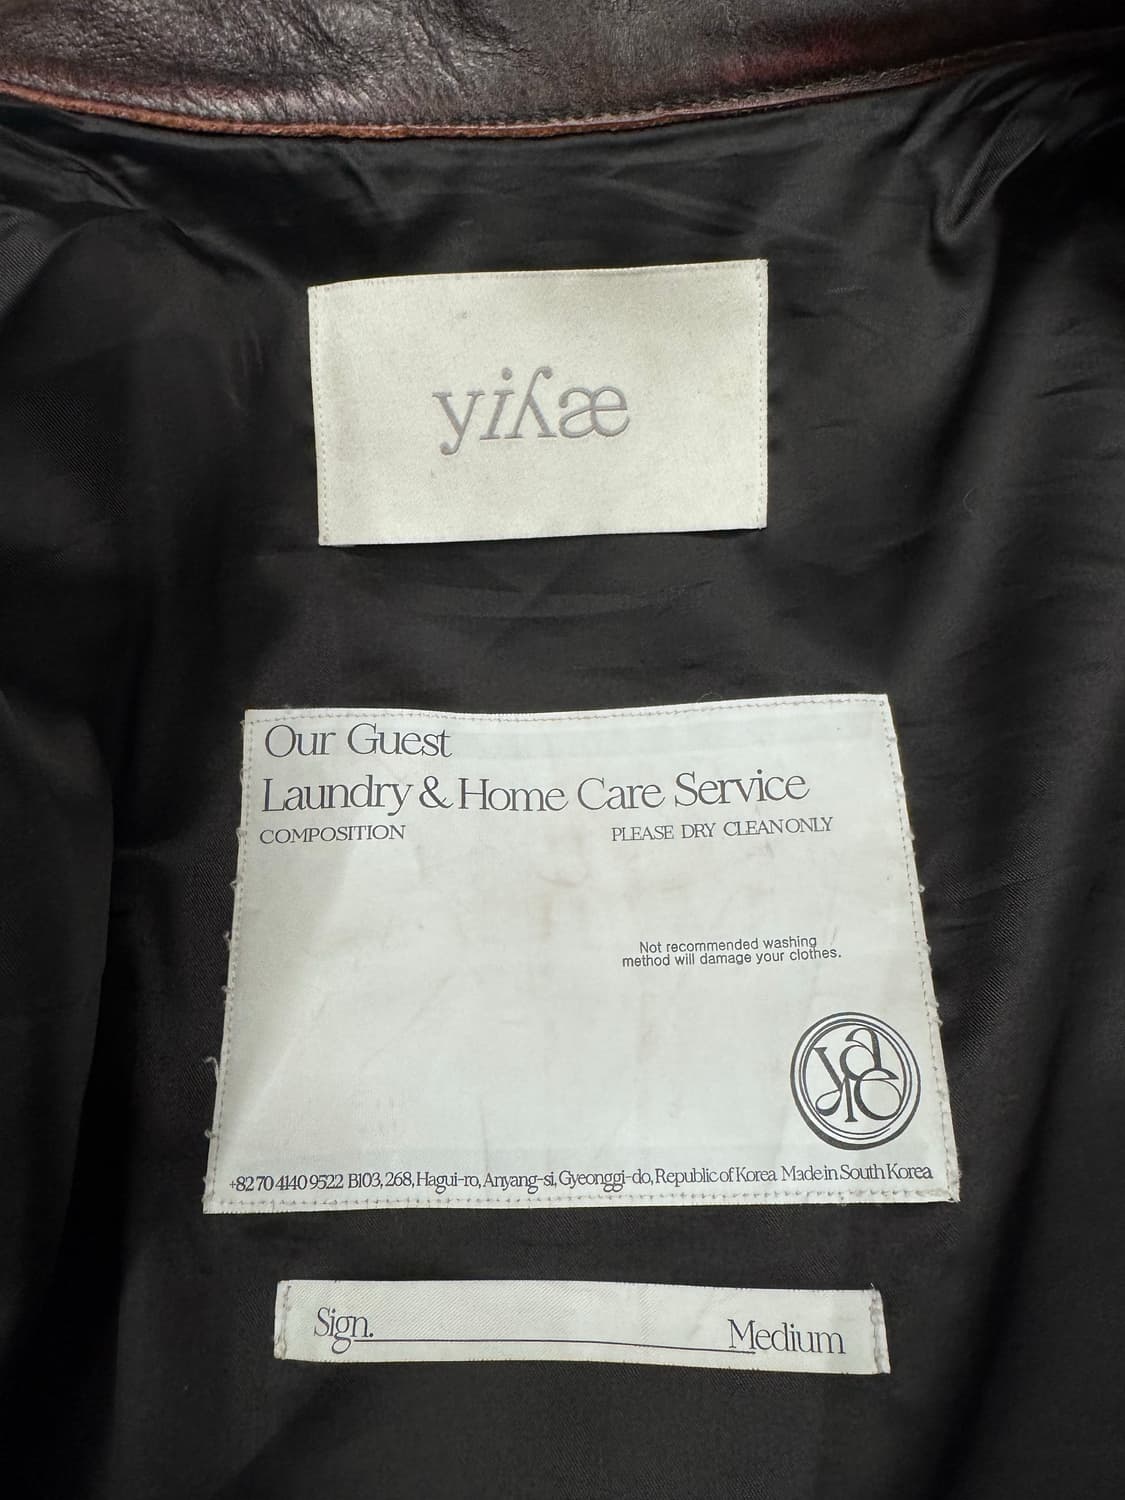 yiʎæ
Our Guest
Laundry & Home Care Service
COMPOSITION
PLEASE DRY CLEAN ONLY
Not recommended washing
method will damage your clothes.
+82 70 4140 9522 B103, 268, Hagui-ro, Anyang-si, Gyeonggi-do, Republic of Korea Made in South Korea
Sign.
Medium